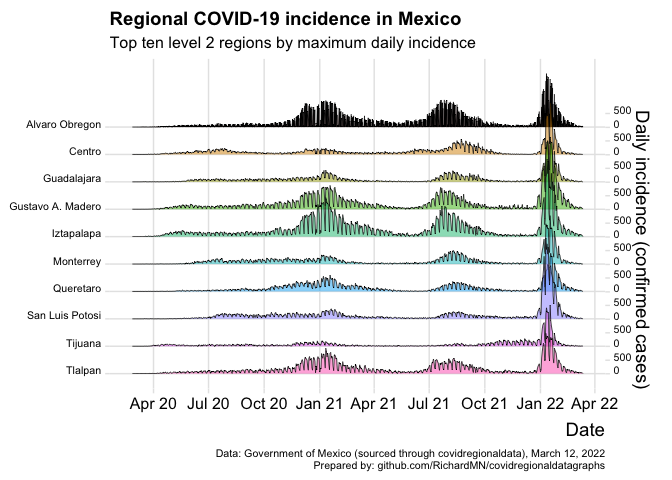 Regional COVID-19 incidence in Mexico
Top ten level 2 regions by maximum daily incidence
Alvaro Obregon
Centro
Guadalajara
Gustavo A. Madero
Iztapalapa
Monterrey
Queretaro
San Luis Potosi
Tijuana
Tlalpan
500
0
500
0
500
0
500
0
500
0
500
0
500
0
500
0
500
0
500
0
Daily incidence (confirmed cases)
Apr 20 Jul 20 Oct 20 Jan 21 Apr 21 Jul 21 Oct 21 Jan 22 Apr 22
Date
Data: Government of Mexico (sourced through covidregionaldata), March 12, 2022
Prepared by: github.com/RichardMN/covidregionaldatagraphs